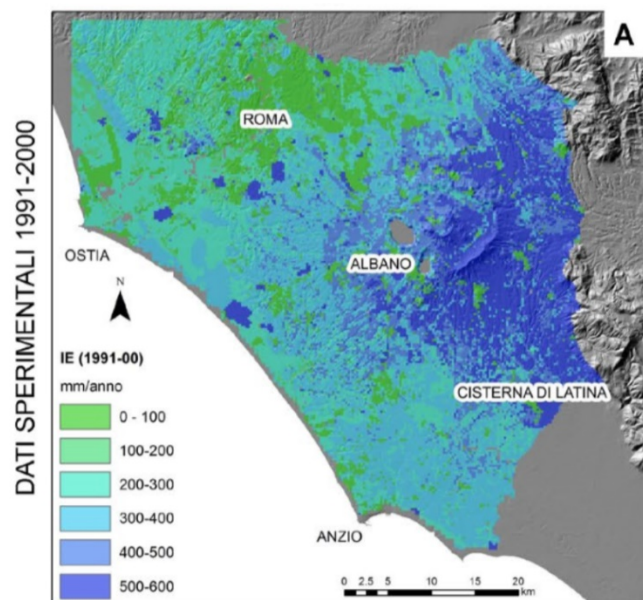 A
DATI SPERIMENTALI 1991-2000
ROMA
OSTIA
ALBANO
N
CISTERNA DI LATINA
ANZIO
IE (1991-00)
mm/anno
0 - 100
100-200
200-300
300-400
400-500
500-600
0 2.5 5 10 15 20
km